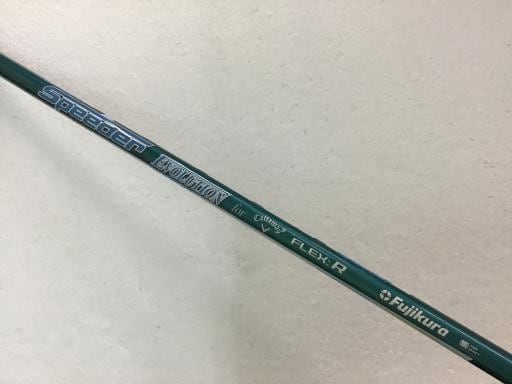 Speeder EVOLUTION for Callaway FLEX: R Fujikura